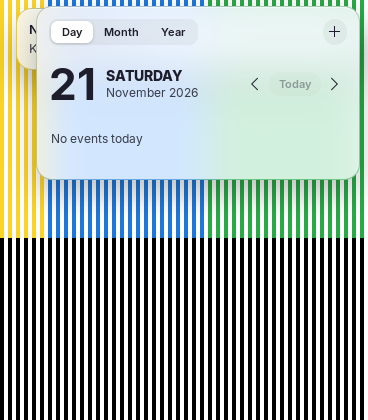 Day Month Year
21 SATURDAY
November 2026
Today
No events today